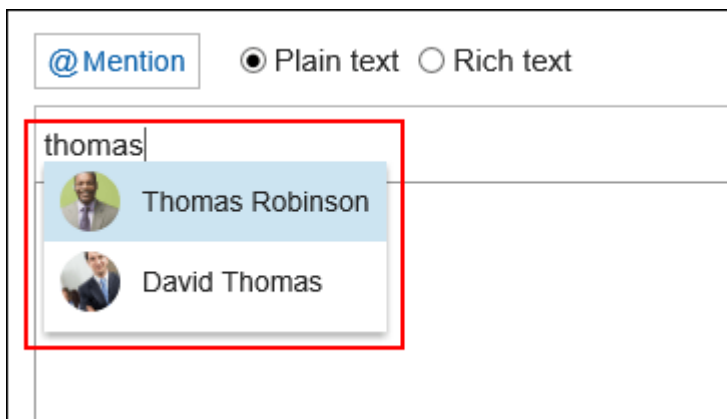 @Mention Plain text Rich text
thomas
Thomas Robinson
David Thomas